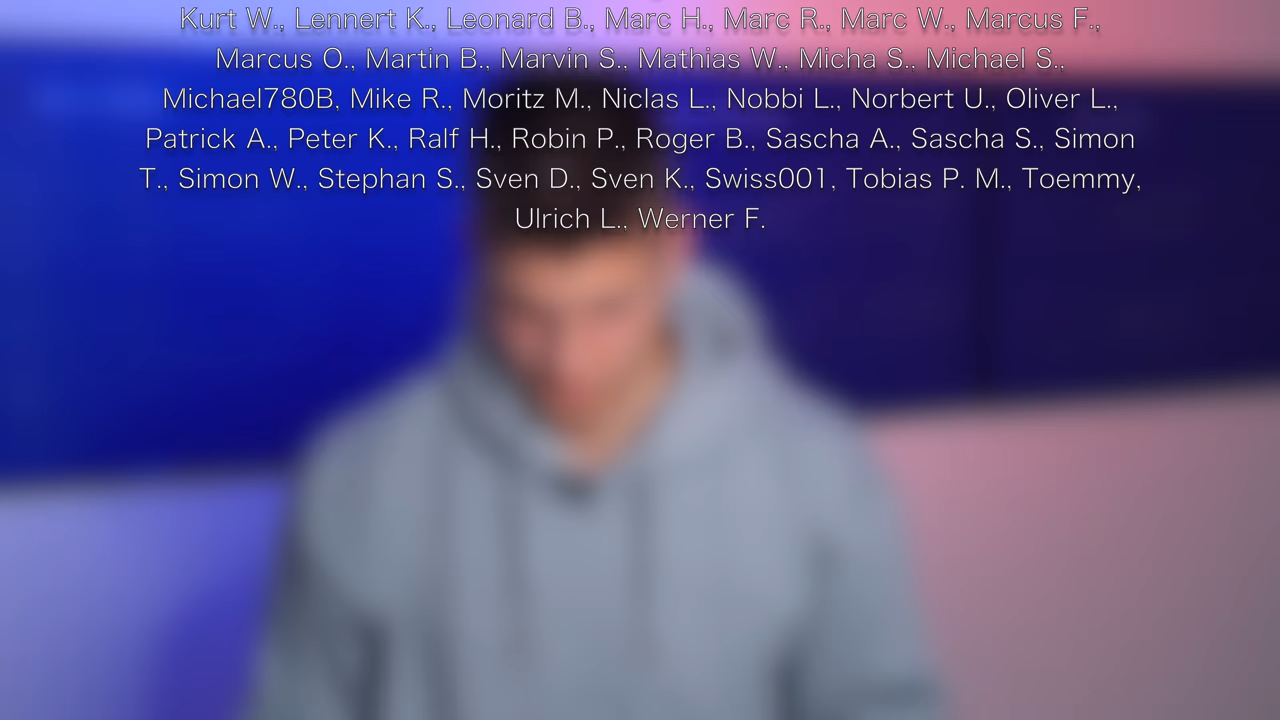 Kurt W., Lennert K., Leonard B., Marc H., Marc R., Marc W., Marcus F.,
Marcus O., Martin B., Marvin S., Mathias W., Micha S., Michael S.,
Michael780B, Mike R., Moritz M., Niclas L., Nobbi L., Norbert U., Oliver L.,
Patrick A., Peter K., Ralf H., Robin P., Roger B., Sascha A., Sascha S., Simon
T., Simon W., Stephan S., Sven D., Sven K., Swiss001, Tobias P. M., Toemmy,
Ulrich L., Werner F.